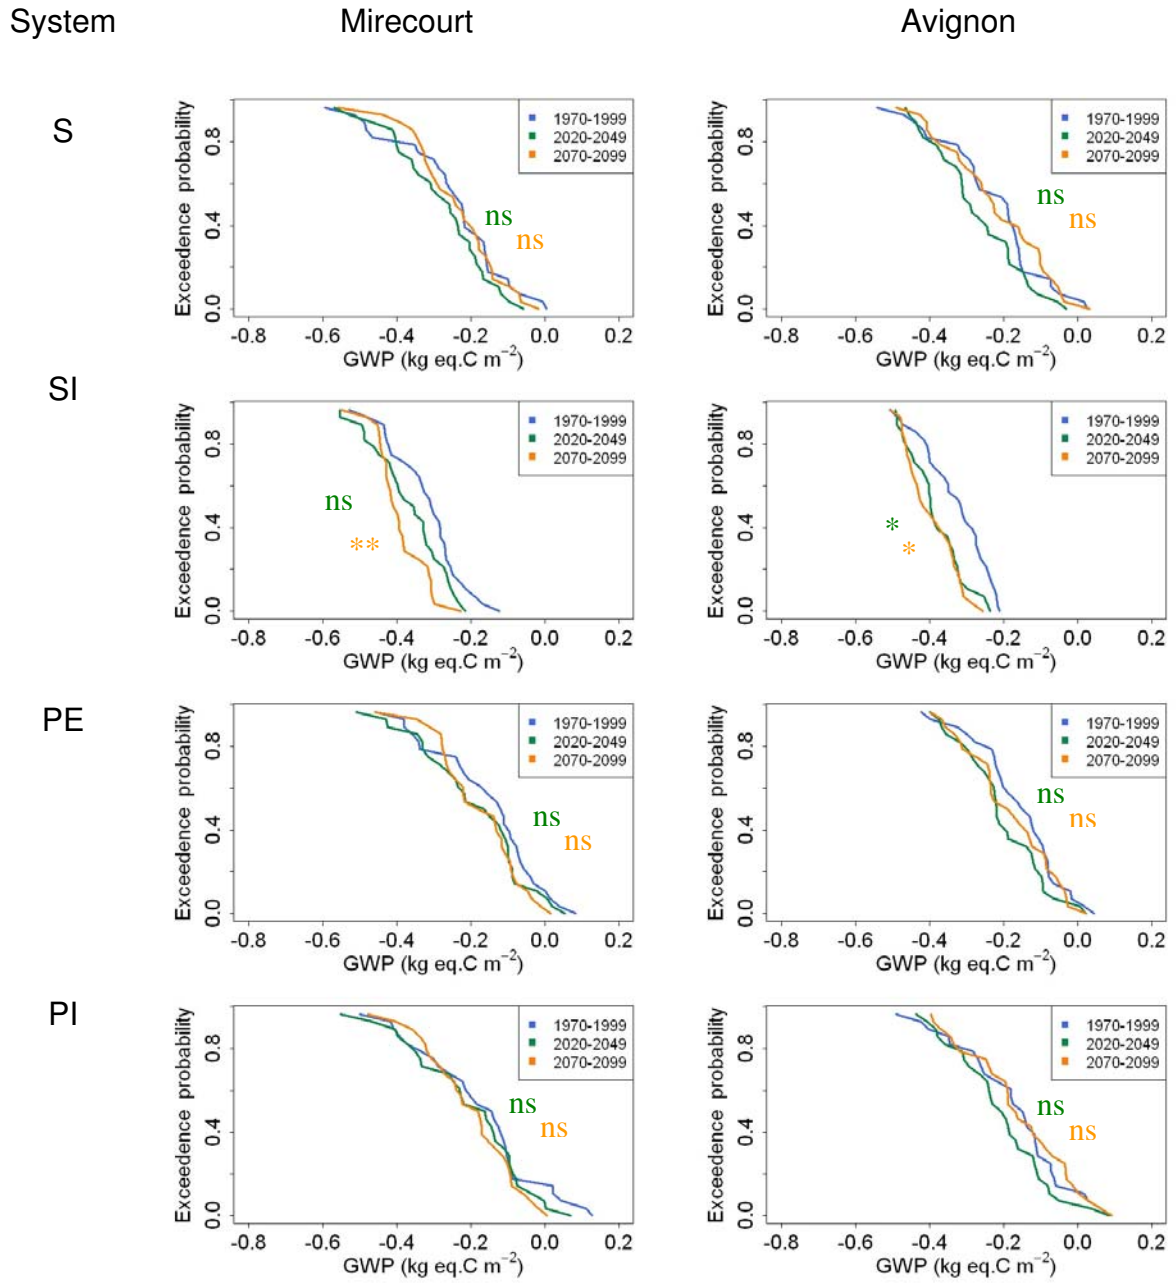 System Mirecourt Avignon
S
Exceedence probability
0.8
0.4
0.0
1970-1999
2020-2049
2070-2099
ns
ns
-0.8 -0.6 -0.4 -0.2 0.0 0.2
GWP (kg eq.C m−2)
Exceedence probability
0.8
0.4
0.0
1970-1999
2020-2049
2070-2099
ns
ns
-0.8 -0.6 -0.4 -0.2 0.0 0.2
GWP (kg eq.C m−2)
SI
Exceedence probability
0.8
0.4
0.0
1970-1999
2020-2049
2070-2099
ns
**
-0.8 -0.6 -0.4 -0.2 0.0 0.2
GWP (kg eq.C m−2)
Exceedence probability
0.8
0.4
0.0
1970-1999
2020-2049
2070-2099
*
*
-0.8 -0.6 -0.4 -0.2 0.0 0.2
GWP (kg eq.C m−2)
PE
Exceedence probability
0.8
0.4
0.0
1970-1999
2020-2049
2070-2099
ns
ns
-0.8 -0.6 -0.4 -0.2 0.0 0.2
GWP (kg eq.C m−2)
Exceedence probability
0.8
0.4
0.0
1970-1999
2020-2049
2070-2099
ns
ns
-0.8 -0.6 -0.4 -0.2 0.0 0.2
GWP (kg eq.C m−2)
PI
Exceedence probability
0.8
0.4
0.0
1970-1999
2020-2049
2070-2099
ns
ns
-0.8 -0.6 -0.4 -0.2 0.0 0.2
GWP (kg eq.C m−2)
Exceedence probability
0.8
0.4
0.0
1970-1999
2020-2049
2070-2099
ns
ns
-0.8 -0.6 -0.4 -0.2 0.0 0.2
GWP (kg eq.C m−2)